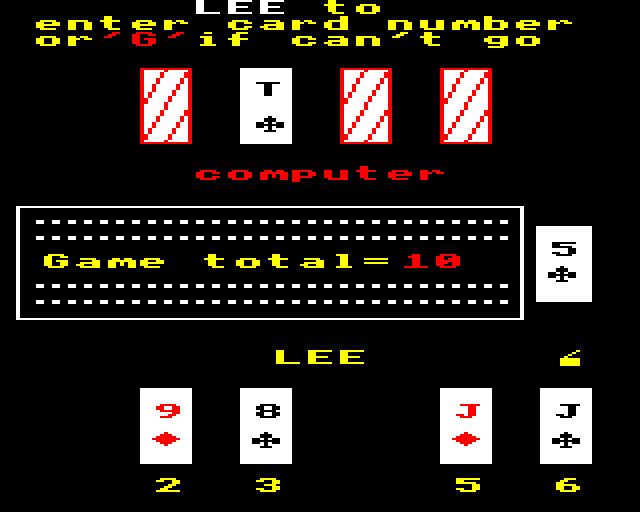 LEE to
enter card number
or'G'if can't go
T
computer
Game total=10
5
LEE
9 8 J J
2 3 5 6